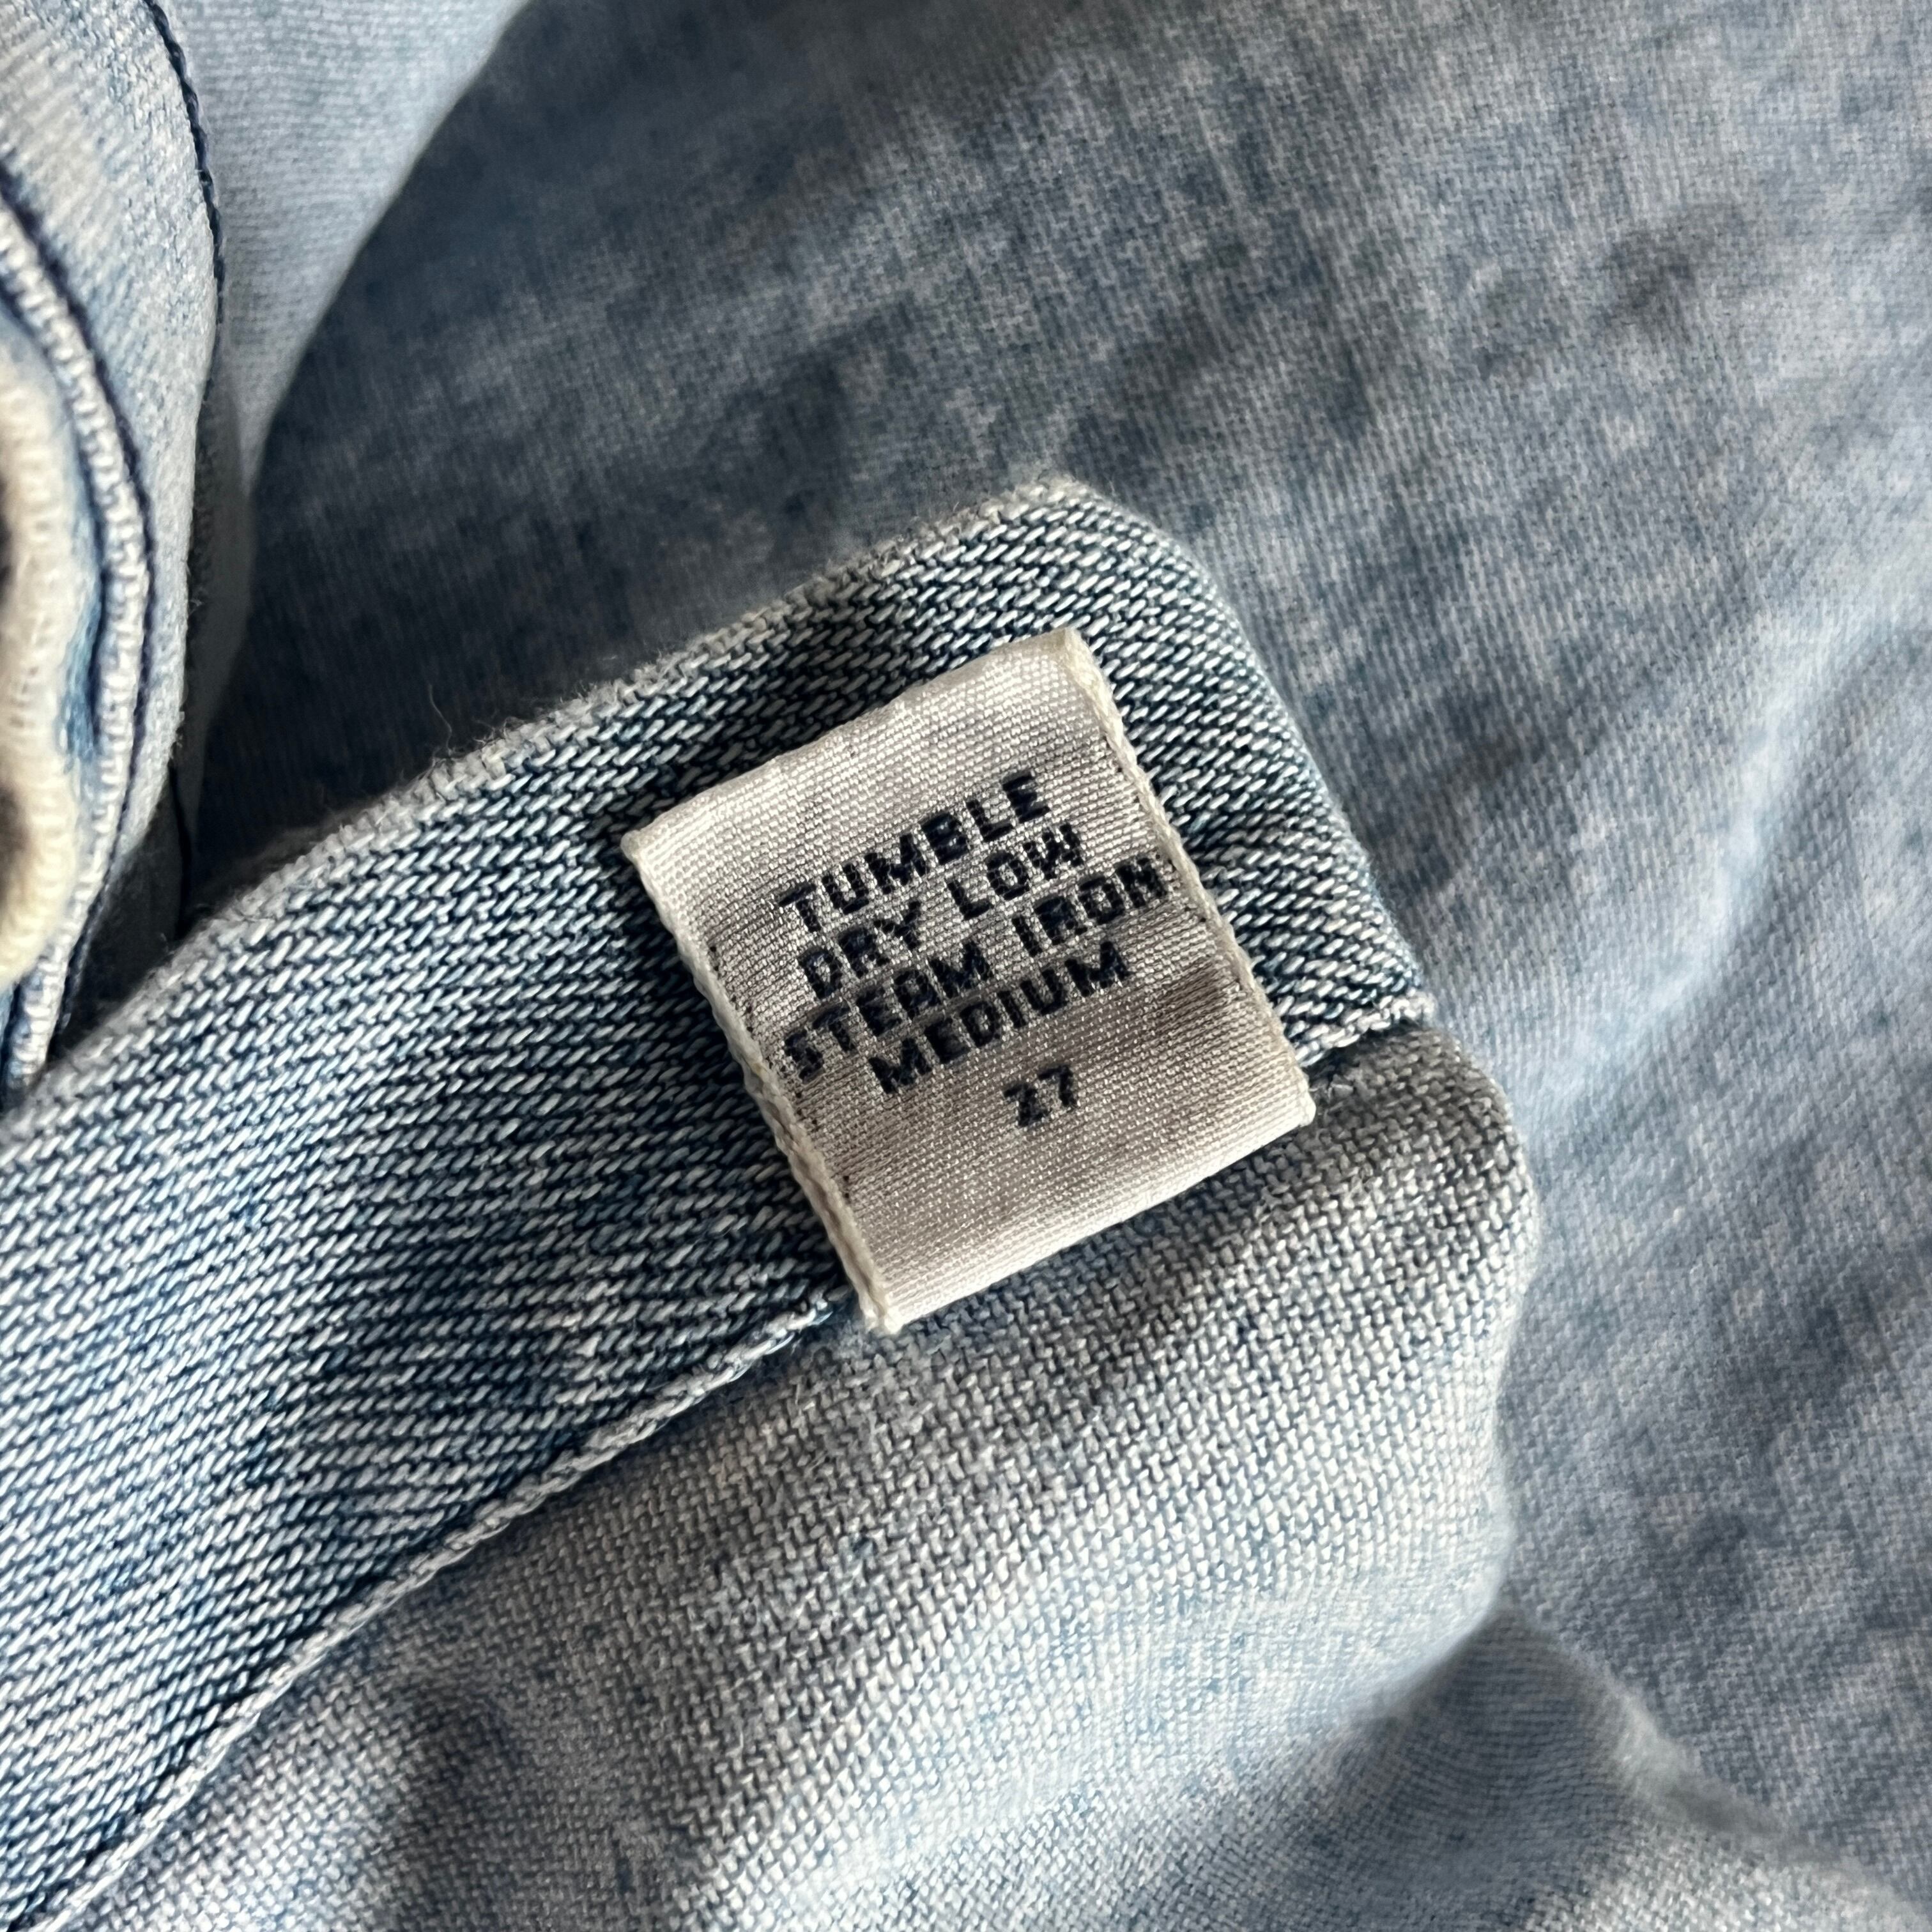 TUMBLE
DRY LOW
STEAM IRON
MEDIUM
27